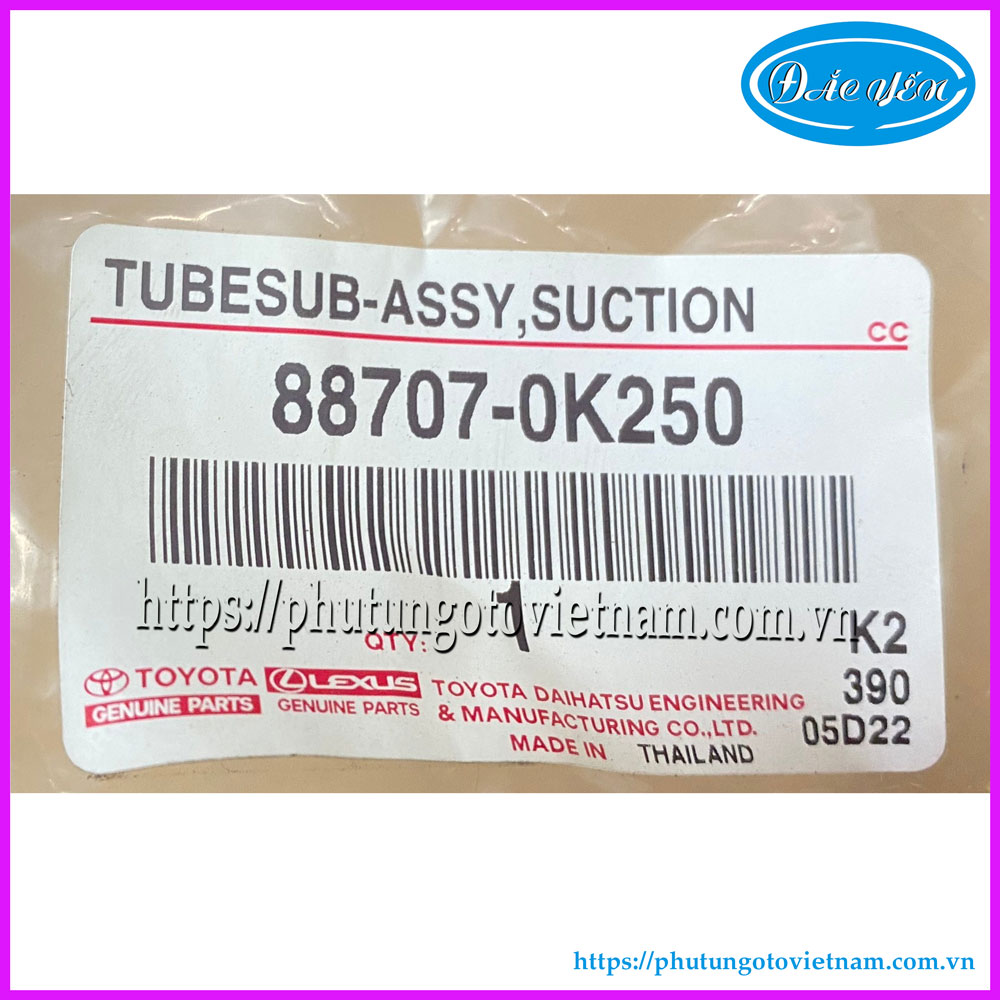 ĐẮC YẾN
TUBESUB-ASSY,SUCTION
CC
88707-0K250
https://phutungotovietnam.com.vn
QTY: 1
K2
TOYOTA LEXUS
GENUINE PARTS GENUINE PARTS
TOYOTA DAIHATSU ENGINEERING
& MANUFACTURING CO.,LTD.
MADE IN THAILAND
390
05D22
https://phutungotovietnam.com.vn